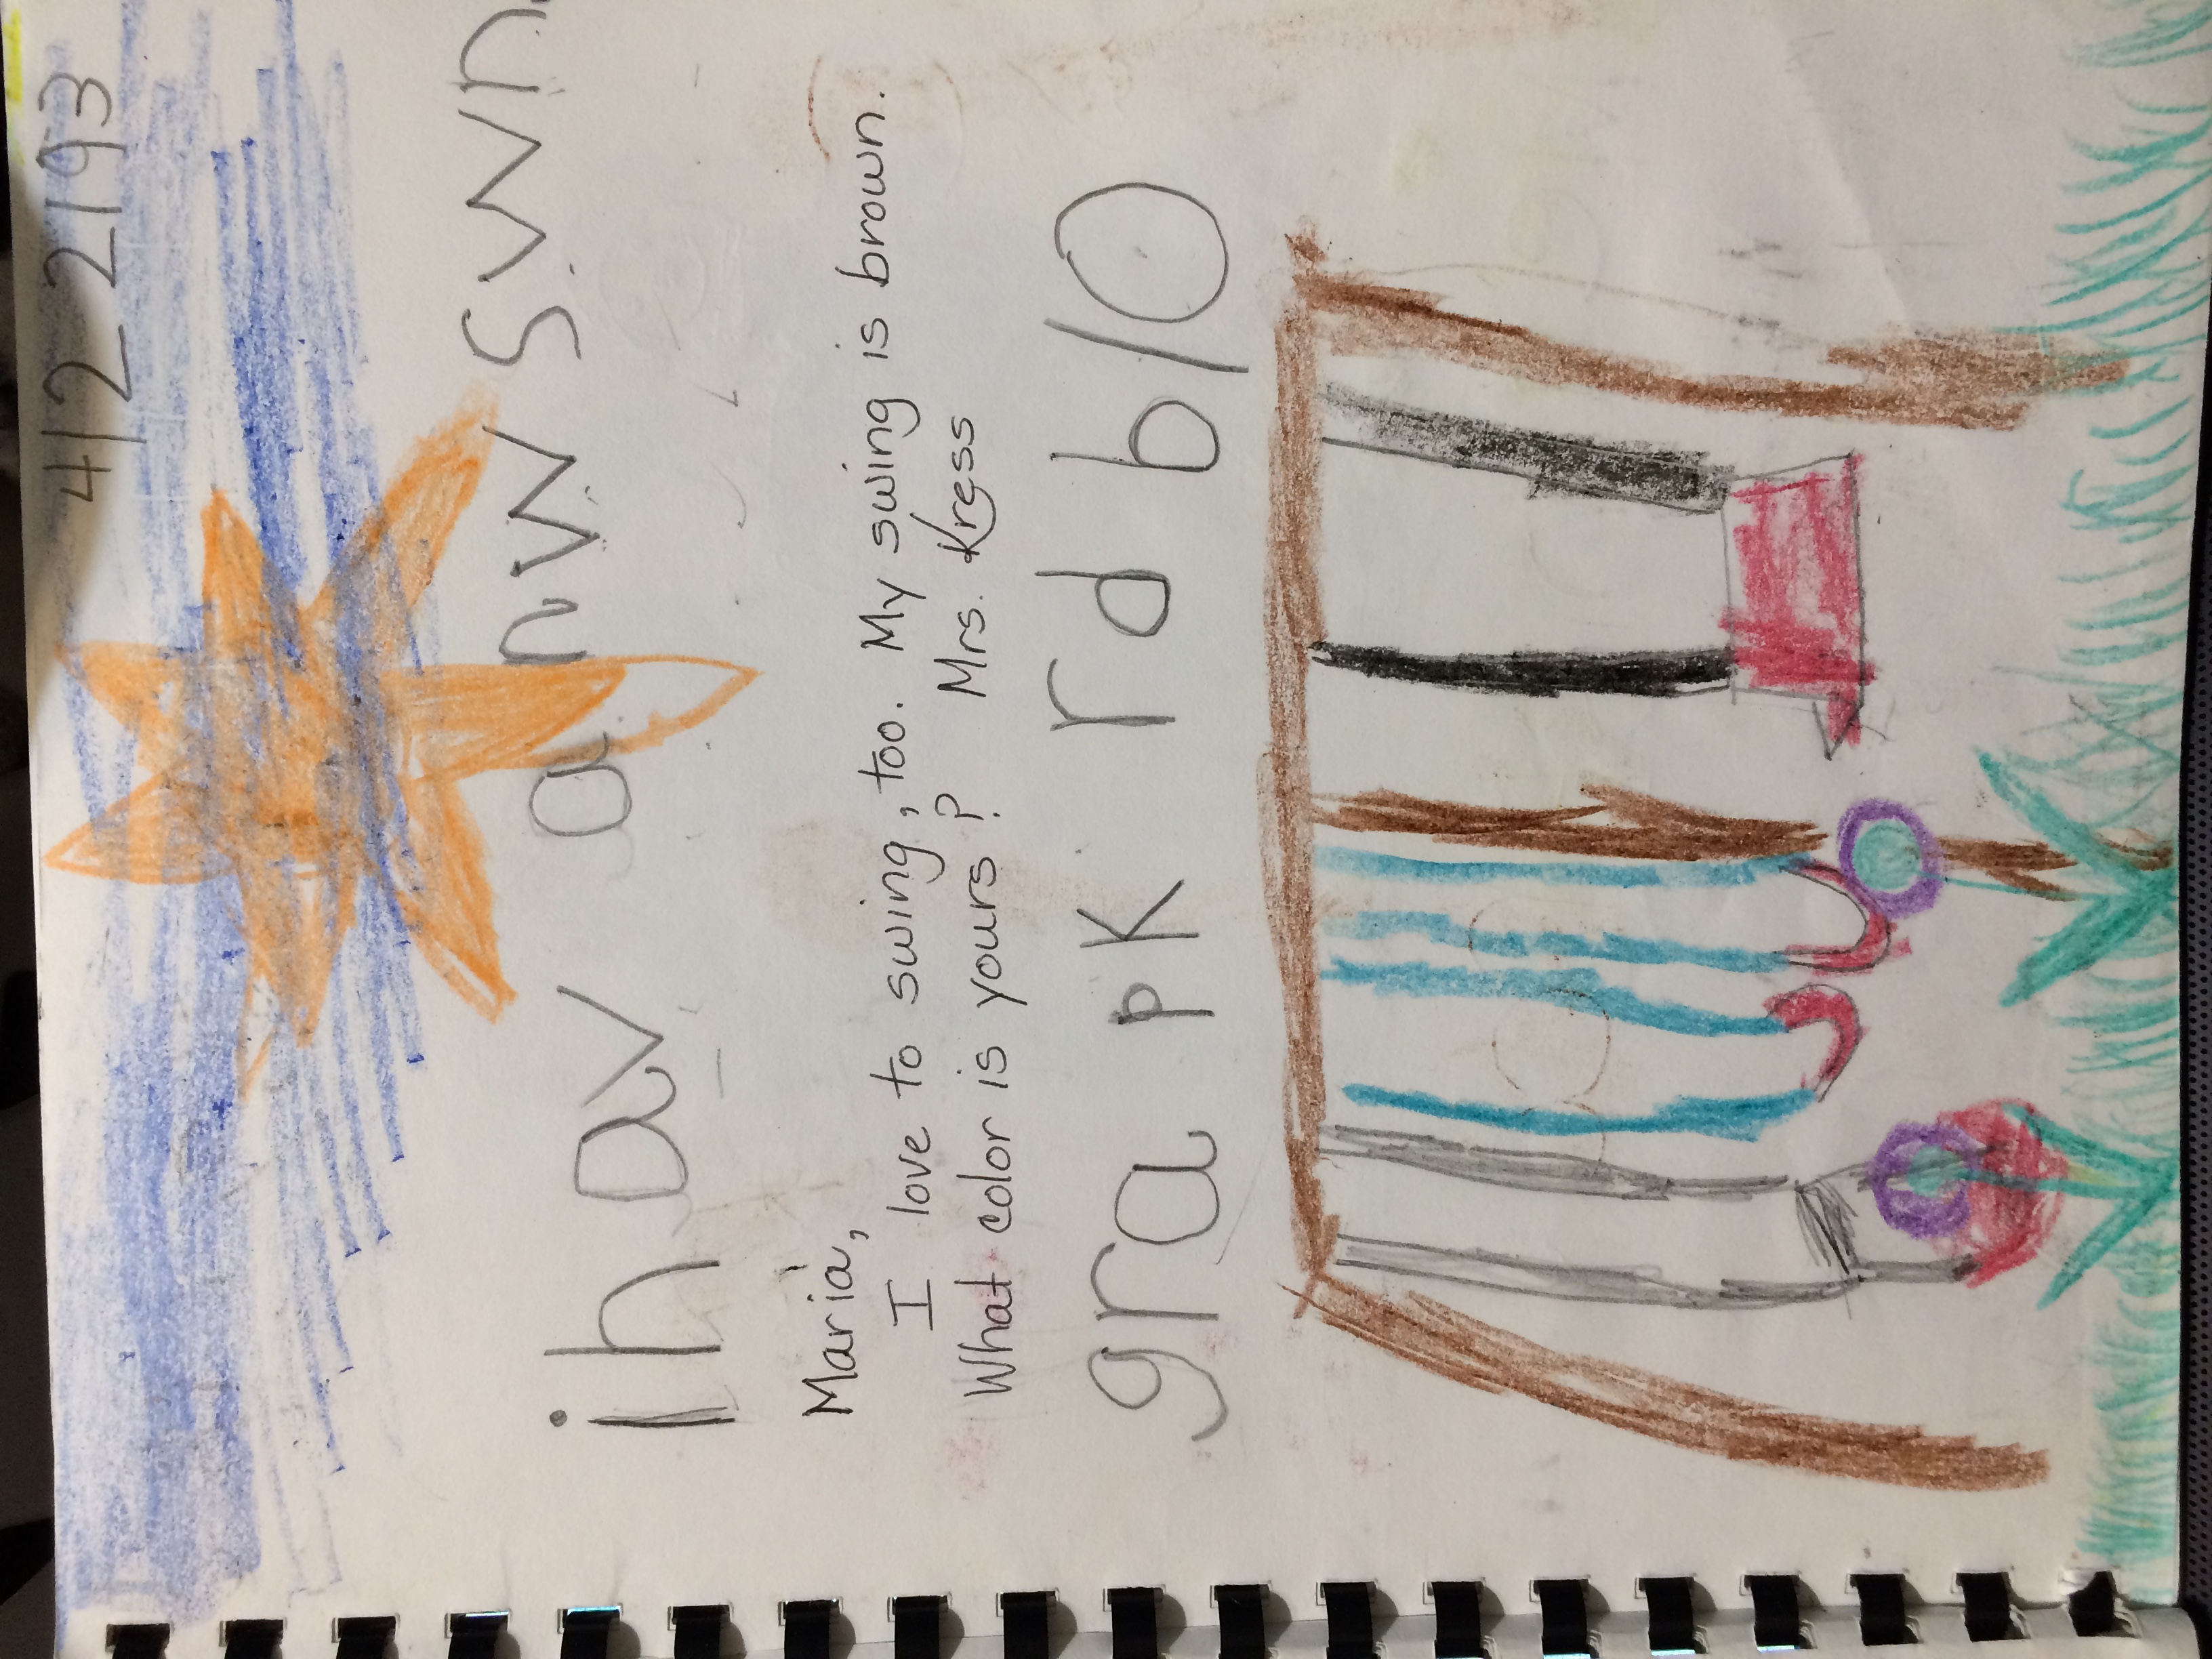 4/22/93
i hav a nw swn
Maria,
I love to swing, too. My swing is brown.
What color is yours? Mrs. Kress
gra pk rd blO